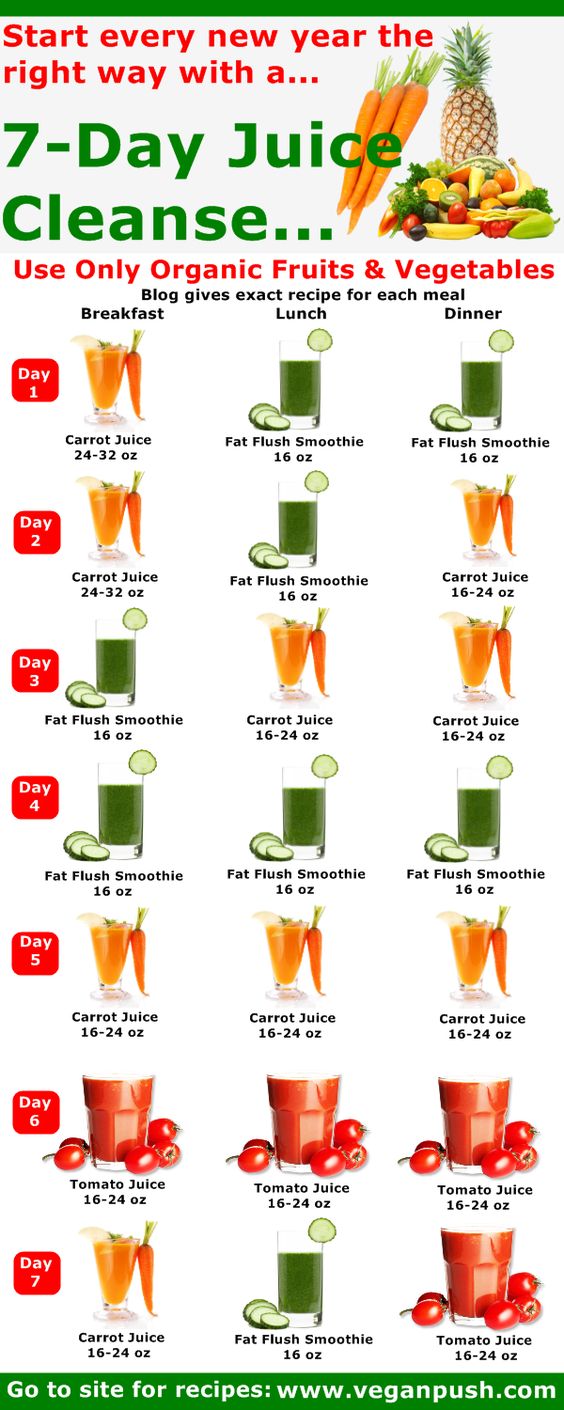 Start every new year the
right way with a...
7-Day Juice
Cleanse...
Use Only Organic Fruits & Vegetables
Blog gives exact recipe for each meal
Breakfast Lunch Dinner
Day
1
Carrot Juice
24-32 oz
Fat Flush Smoothie
16 oz
Fat Flush Smoothie
16 oz
Day
2
Carrot Juice
24-32 oz
Fat Flush Smoothie
16 oz
Carrot Juice
16-24 oz
Day
3
Fat Flush Smoothie
16 oz
Carrot Juice
16-24 oz
Carrot Juice
16-24 oz
Day
4
Fat Flush Smoothie
16 oz
Fat Flush Smoothie
16 oz
Fat Flush Smoothie
16 oz
Day
5
Carrot Juice
16-24 oz
Carrot Juice
16-24 oz
Carrot Juice
16-24 oz
Day
6
Tomato Juice
16-24 oz
Tomato Juice
16-24 oz
Tomato Juice
16-24 oz
Day
7
Carrot Juice
16-24 oz
Fat Flush Smoothie
16 oz
Tomato Juice
16-24 oz
Go to site for recipes: www.veganpush.com